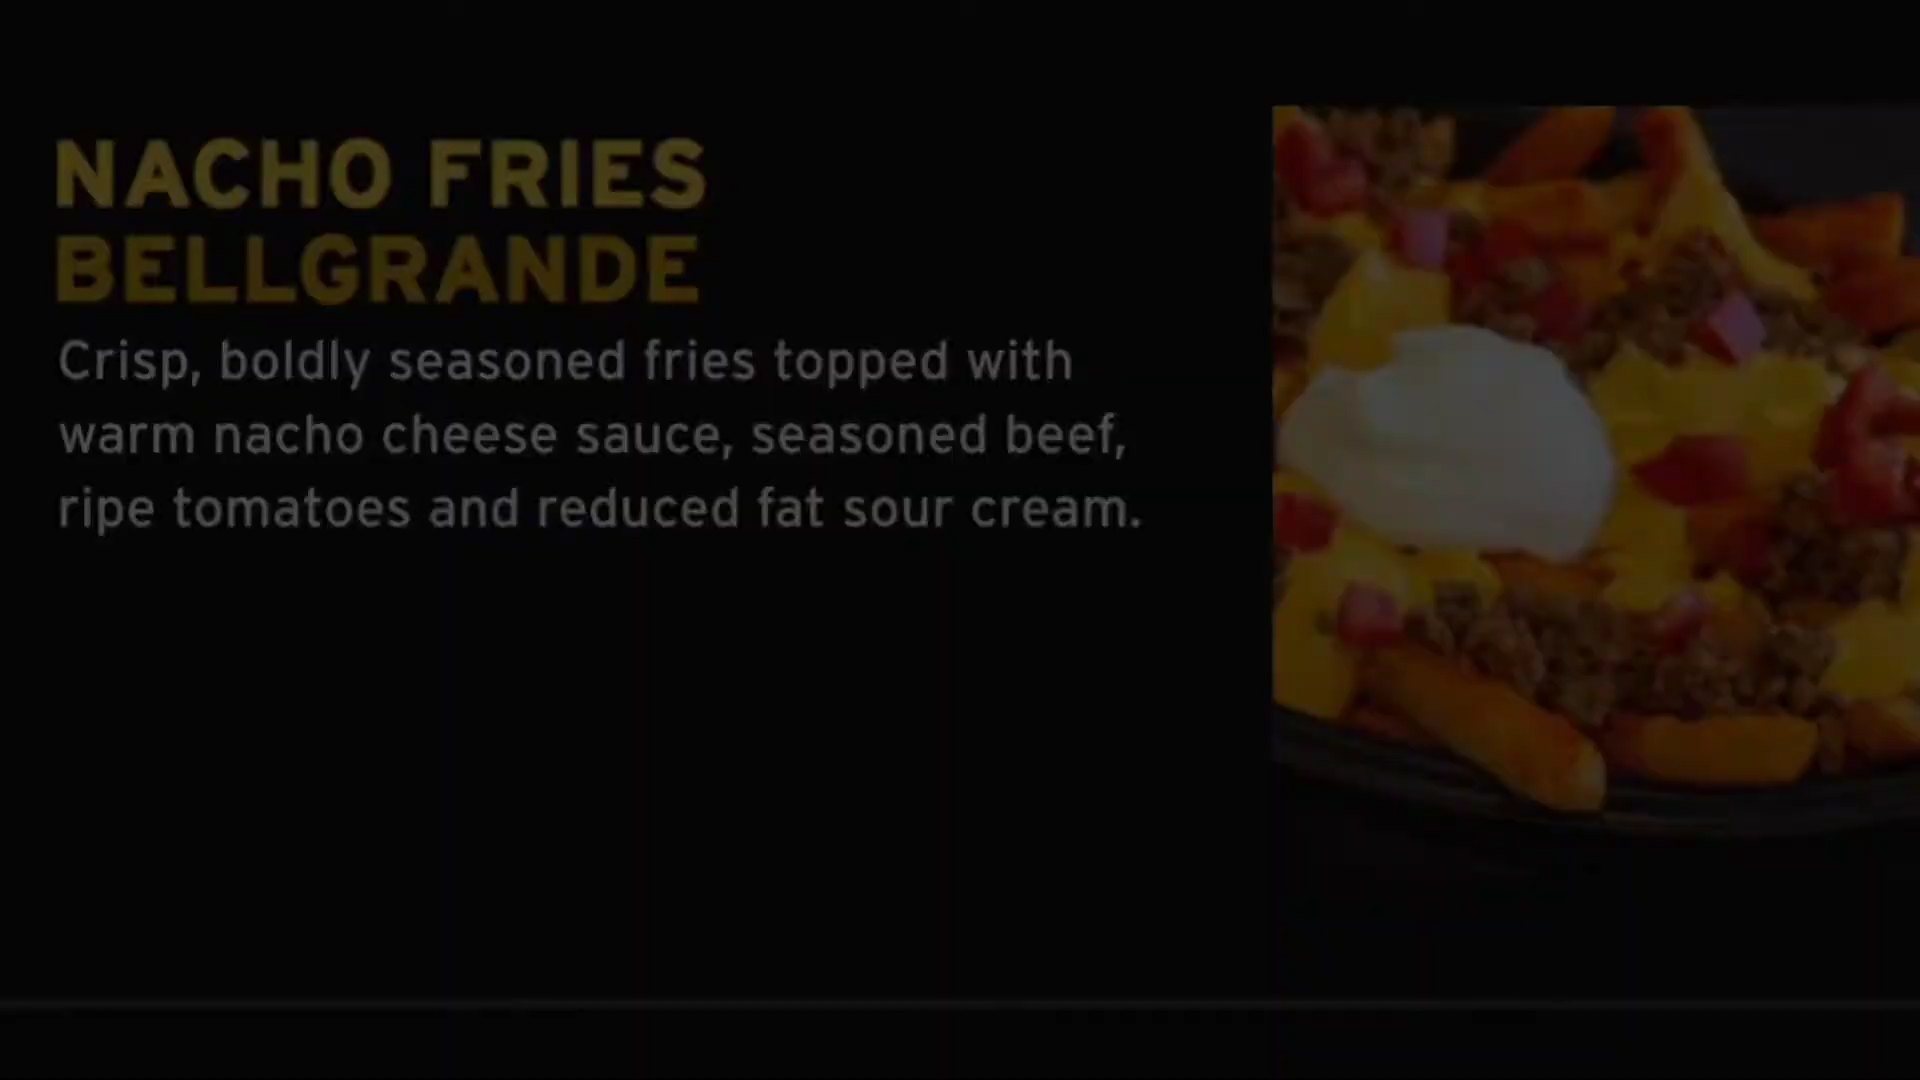 NACHO FRIES
BELLGRANDE
Crisp, boldly seasoned fries topped with
warm nacho cheese sauce, seasoned beef,
ripe tomatoes and reduced fat sour cream.